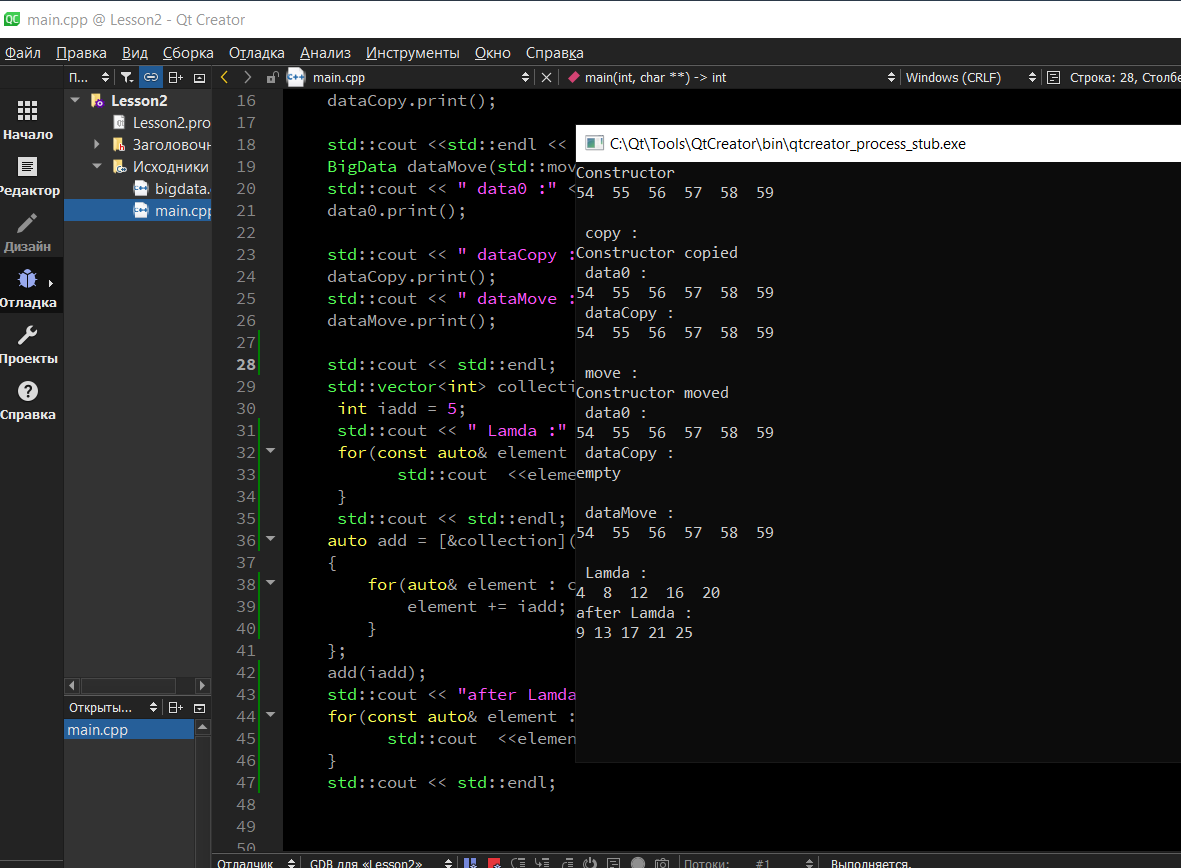 main.cpp @ Lesson2 - Qt Creator
Файл Правка Вид Сборка Отладка Анализ Инструменты Окно Справка
П... main.cpp main(int, char **) -> int Windows (CRLF) Строка: 28, Столбе
Начало
Редактор
Дизайн
Отладка
Проекты
Справка
Lesson2
Lesson2.pro
Заголовочн
Исходники
bigdata.
main.cpp
Открыты...
main.cpp
16 dataCopy.print();
17
18 std::cout <<std::endl <<
19 BigData dataMove(std::mov
20 std::cout << " data0 :" <
21 data0.print();
22
23 std::cout << " dataCopy :
24 dataCopy.print();
25 std::cout << " dataMove :
26 dataMove.print();
27
28 std::cout << std::endl;
29 std::vector<int> collecti
30 int iadd = 5;
31 std::cout << " Lamda :"
32 for(const auto& element
33 std::cout <<eleme
34 }
35 std::cout << std::endl;
36 auto add = [&collection](
37 {
38 for(auto& element : c
39 element += iadd;
40 }
41 };
42 add(iadd);
43 std::cout << "after Lamda
44 for(const auto& element :
45 std::cout <<elemen
46 }
47 std::cout << std::endl;
48
49
50
C:\Qt\Tools\QtCreator\bin\qtcreator_process_stub.exe
Constructor
54 55 56 57 58 59
copy :
Constructor copied
data0 :
54 55 56 57 58 59
dataCopy :
54 55 56 57 58 59
move :
Constructor moved
data0 :
54 55 56 57 58 59
dataCopy :
empty
dataMove :
54 55 56 57 58 59
Lamda :
4 8 12 16 20
after Lamda :
9 13 17 21 25
Отладчик GDB для «Lesson2» Потоки: #1 Выполняется.